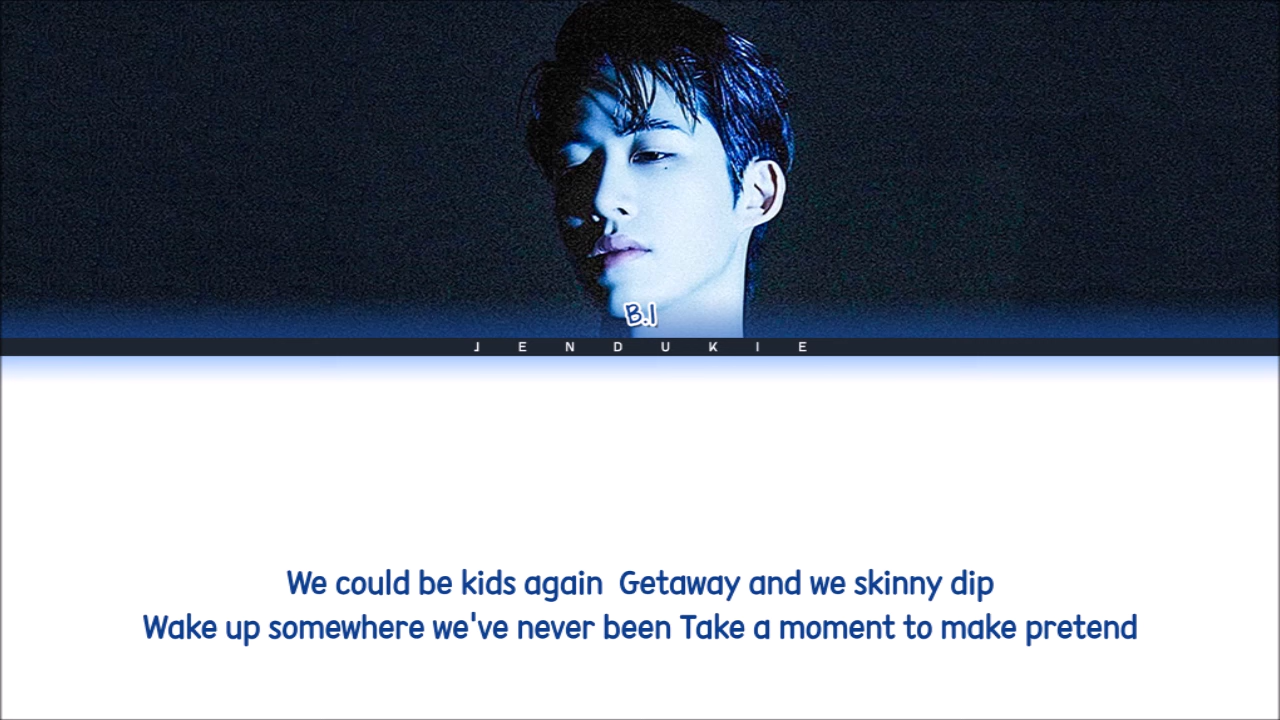 B.I
JENDUKIE
We could be kids again  Getaway and we skinny dip
Wake up somewhere we've never been Take a moment to make pretend